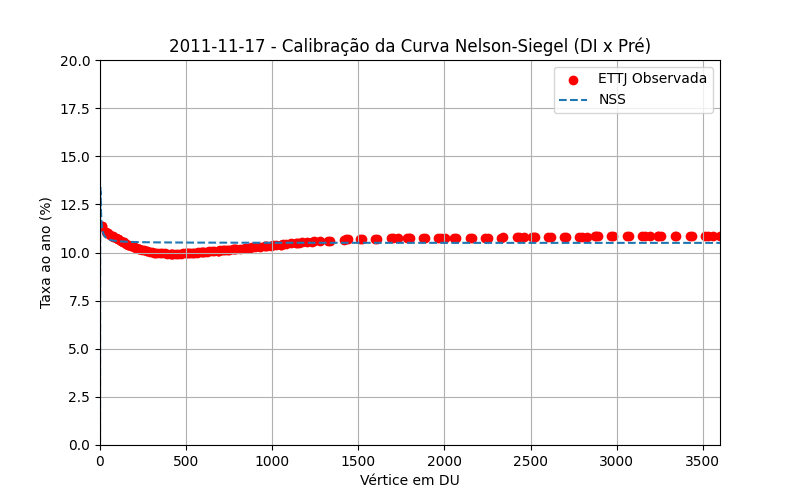 2011-11-17 - Calibração da Curva Nelson-Siegel (DI x Pré)
20.0
17.5
15.0
12.5
10.0
7.5
5.0
2.5
0.0
Taxa ao ano (%)
ETTJ Observada
NSS
0 500 1000 1500 2000 2500 3000 3500
Vértice em DU